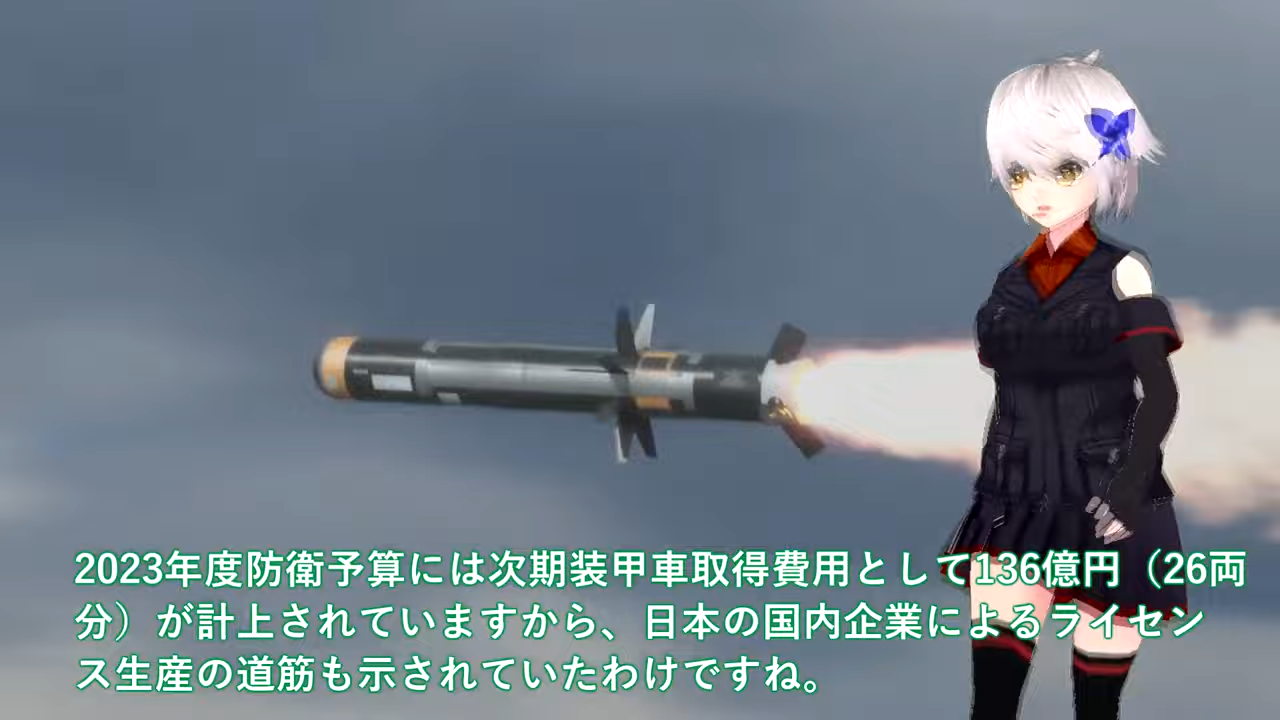 2023年度防衛予算には次期装甲車取得費用として136億円（26両
分）が計上されていますから、日本の国内企業によるライセン
ス生産の道筋も示されていたわけですね。